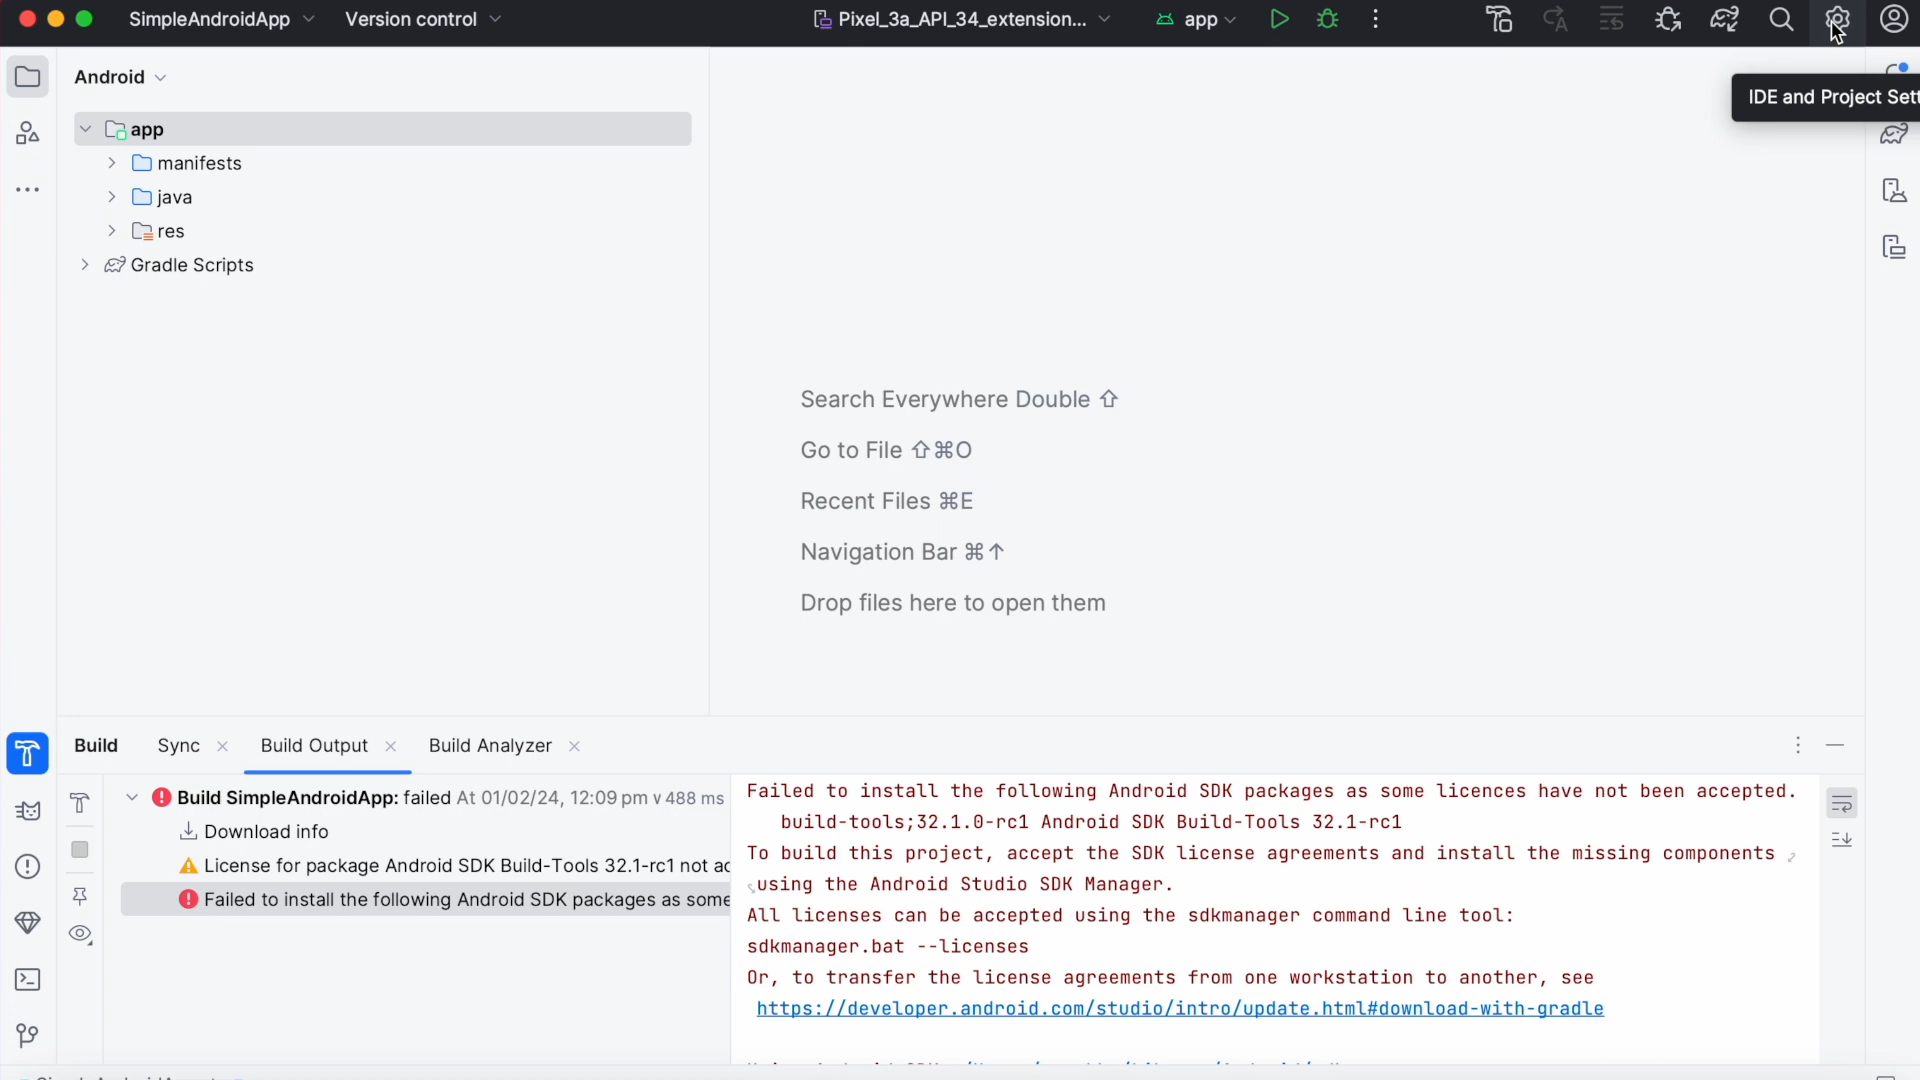 SimpleAndroidApp Version control Pixel_3a_API_34_extension... app
IDE and Project Sett
Android
app
manifests
java
res
Gradle Scripts
Search Everywhere Double ⇧
Go to File ⇧⌘O
Recent Files ⌘E
Navigation Bar ⌘↑
Drop files here to open them
Build Sync Build Output Build Analyzer
Build SimpleAndroidApp: failed At 01/02/24, 12:09 pm v 488 ms
Download info
License for package Android SDK Build-Tools 32.1-rc1 not ac
Failed to install the following Android SDK packages as some
Failed to install the following Android SDK packages as some licences have not been accepted.
build-tools;32.1.0-rc1 Android SDK Build-Tools 32.1-rc1
To build this project, accept the SDK license agreements and install the missing components
using the Android Studio SDK Manager.
All licenses can be accepted using the sdkmanager command line tool:
sdkmanager.bat --licenses
Or, to transfer the license agreements from one workstation to another, see
https://developer.android.com/studio/intro/update.html#download-with-gradle